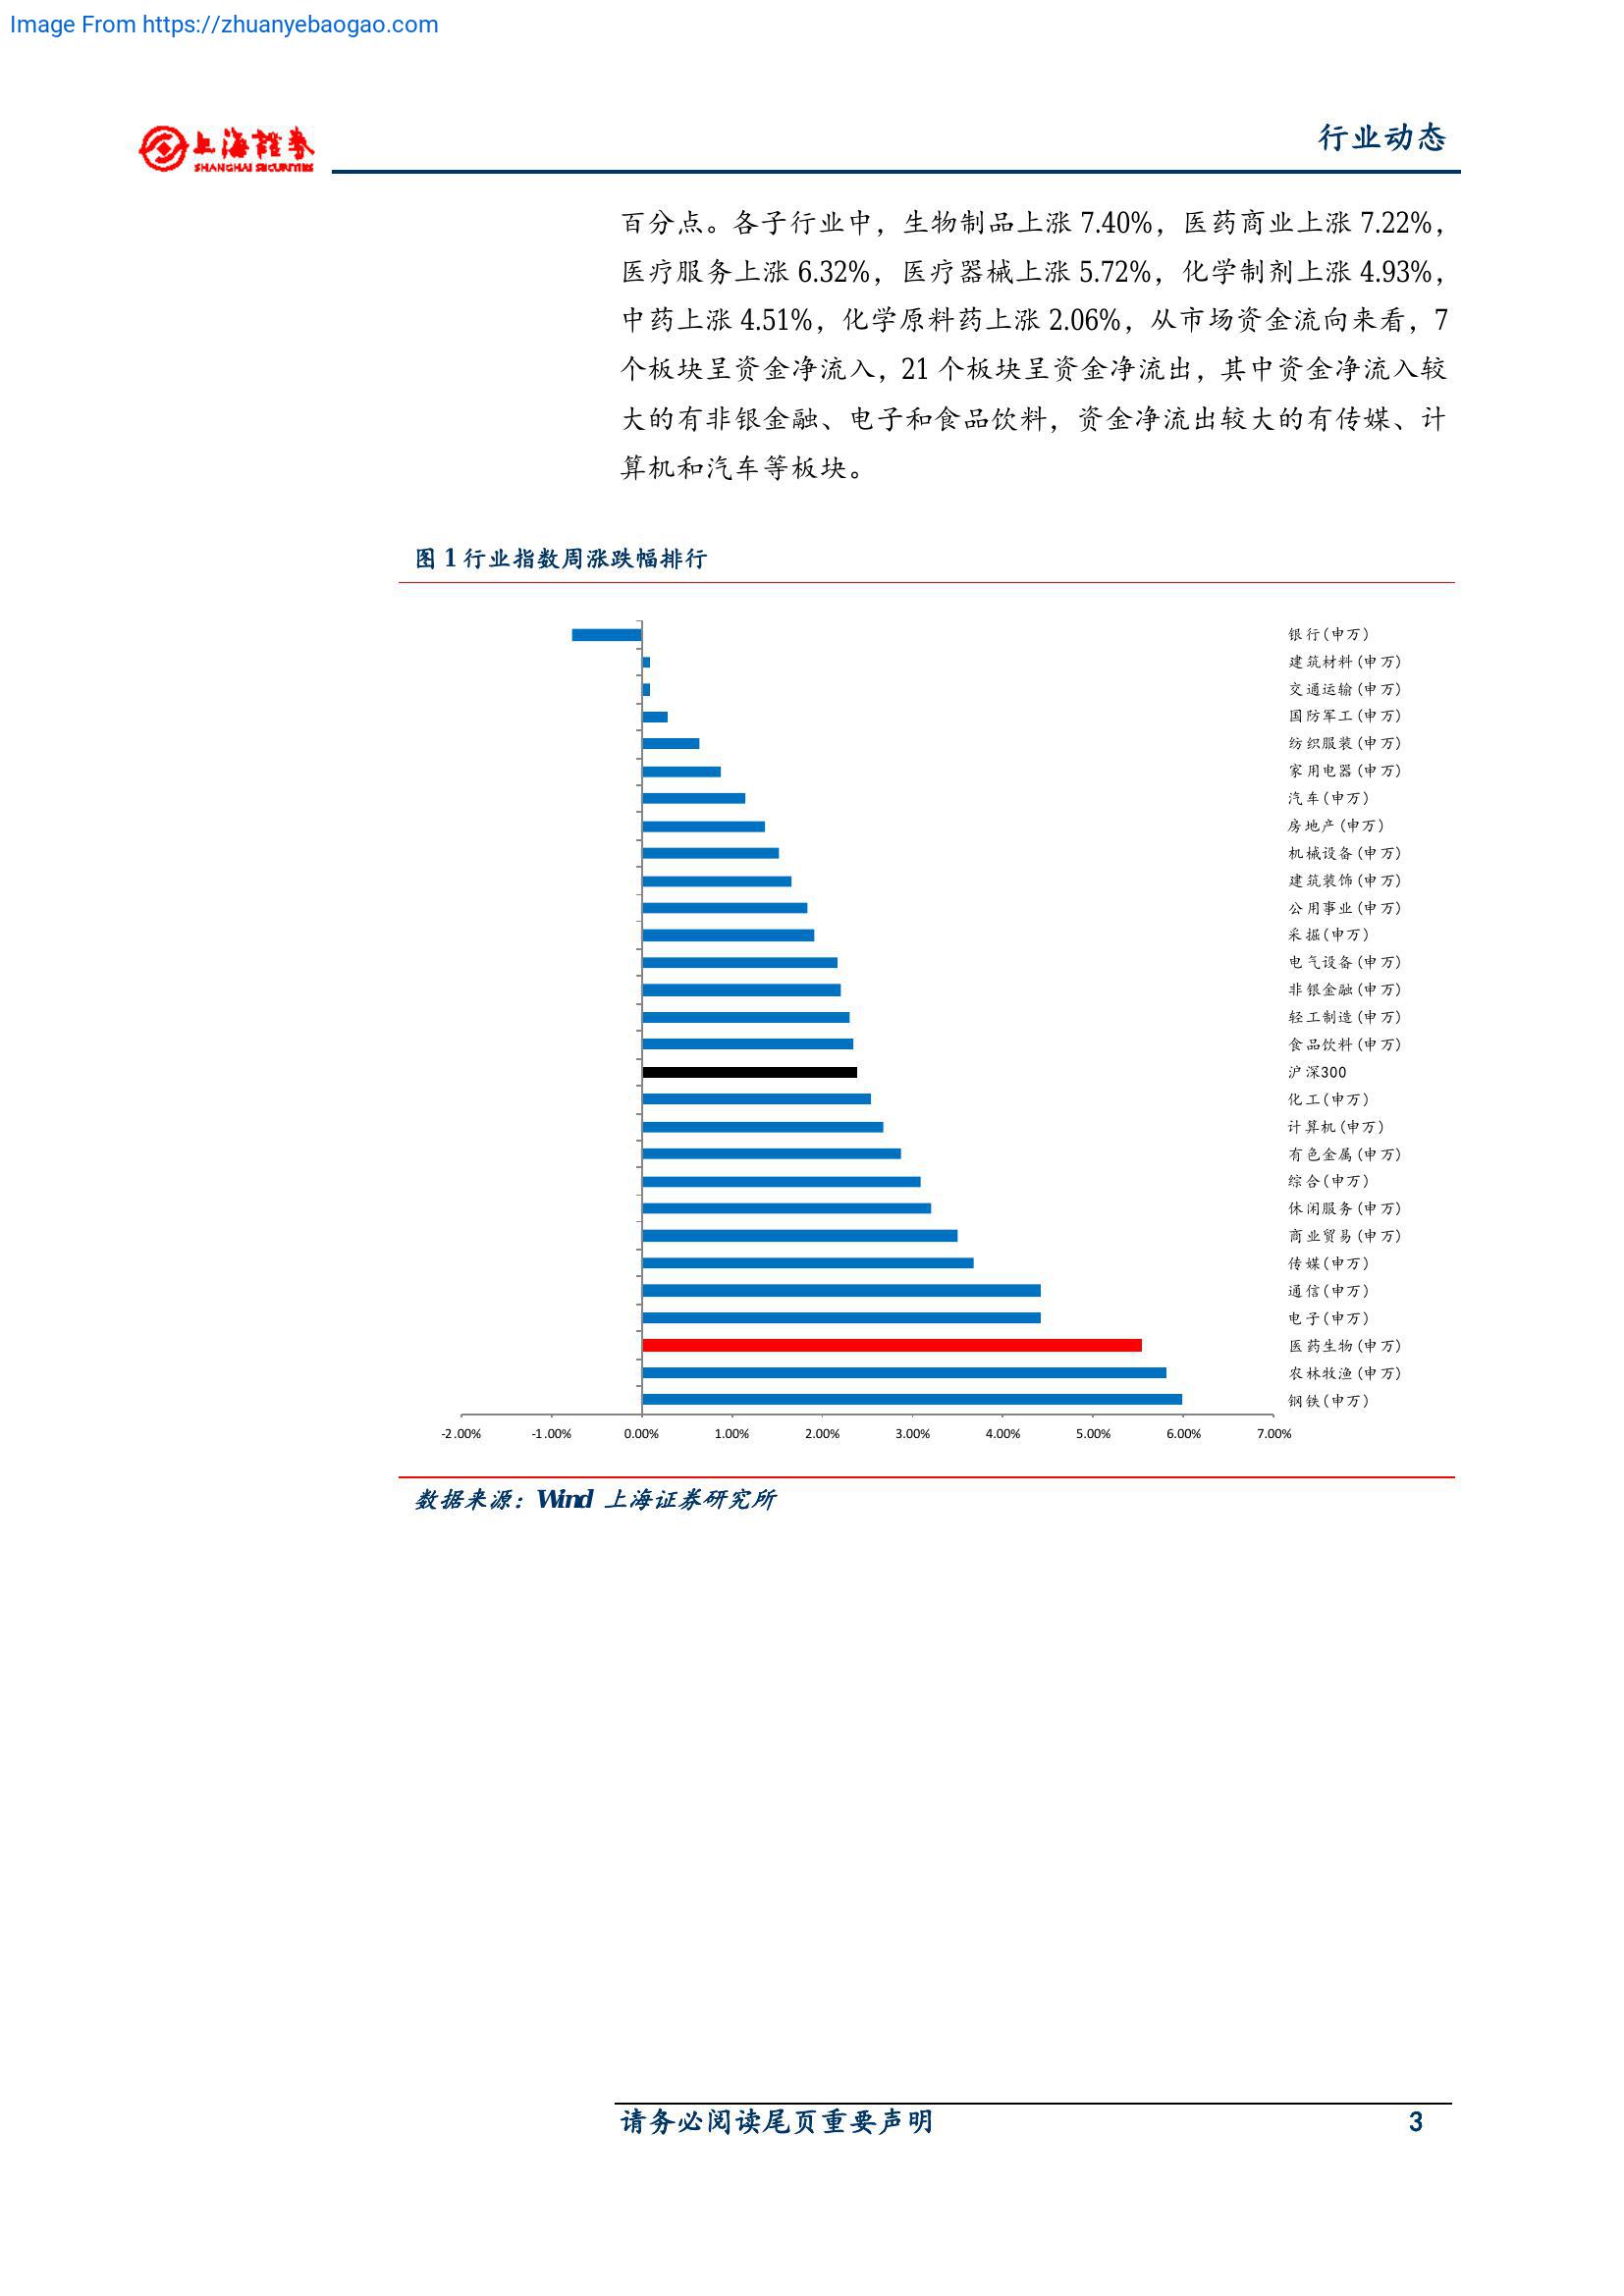 Image From https://zhuanyebaogao.com
上海證券
SHANGHAI SECURITIES
行业动态
百分点。各子行业中，生物制品上涨 7.40%，医药商业上涨 7.22%，
医疗服务上涨 6.32%，医疗器械上涨 5.72%，化学制剂上涨 4.93%，
中药上涨 4.51%，化学原料药上涨 2.06%，从市场资金流向来看，7
个板块呈资金净流入，21 个板块呈资金净流出，其中资金净流入较
大的有非银金融、电子和食品饮料，资金净流出较大的有传媒、计
算机和汽车等板块。
图 1 行业指数周涨跌幅排行
银行(申万)
建筑材料(申万)
交通运输(申万)
国防军工(申万)
纺织服装(申万)
家用电器(申万)
汽车(申万)
房地产(申万)
机械设备(申万)
建筑装饰(申万)
公用事业(申万)
采掘(申万)
电气设备(申万)
非银金融(申万)
轻工制造(申万)
食品饮料(申万)
沪深300
化工(申万)
计算机(申万)
有色金属(申万)
综合(申万)
休闲服务(申万)
商业贸易(申万)
传媒(申万)
通信(申万)
电子(申万)
医药生物(申万)
农林牧渔(申万)
钢铁(申万)
-2.00% -1.00% 0.00% 1.00% 2.00% 3.00% 4.00% 5.00% 6.00% 7.00%
数据来源：Wind 上海证券研究所
请务必阅读尾页重要声明 3